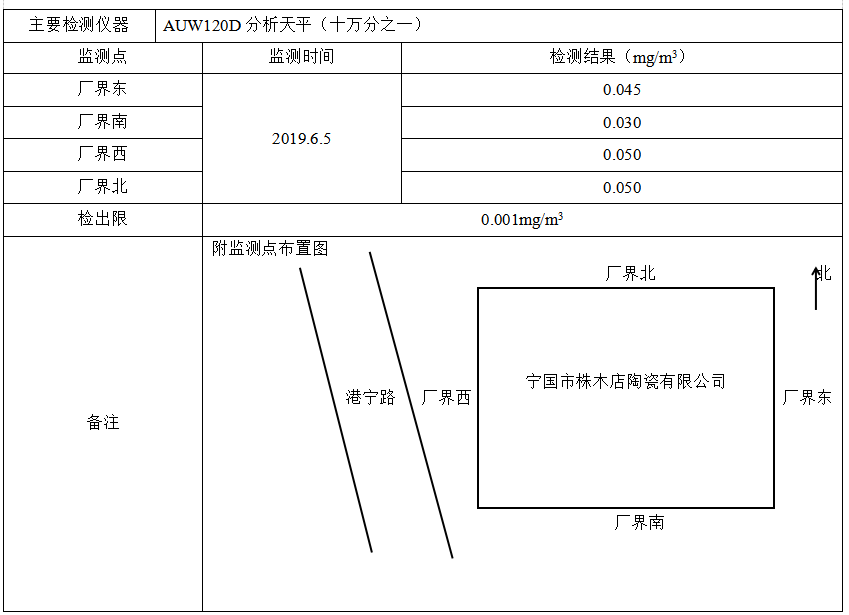 主要检测仪器 AUW120D 分析天平（十万分之一）
监测点 监测时间 检测结果（mg/m³）
厂界东 0.045
厂界南 0.030
2019.6.5
厂界西 0.050
厂界北 0.050
检出限 0.001mg/m³
附监测点布置图
厂界北 北
宁国市株木店陶瓷有限公司
港宁路 厂界西 厂界东
备注
厂界南